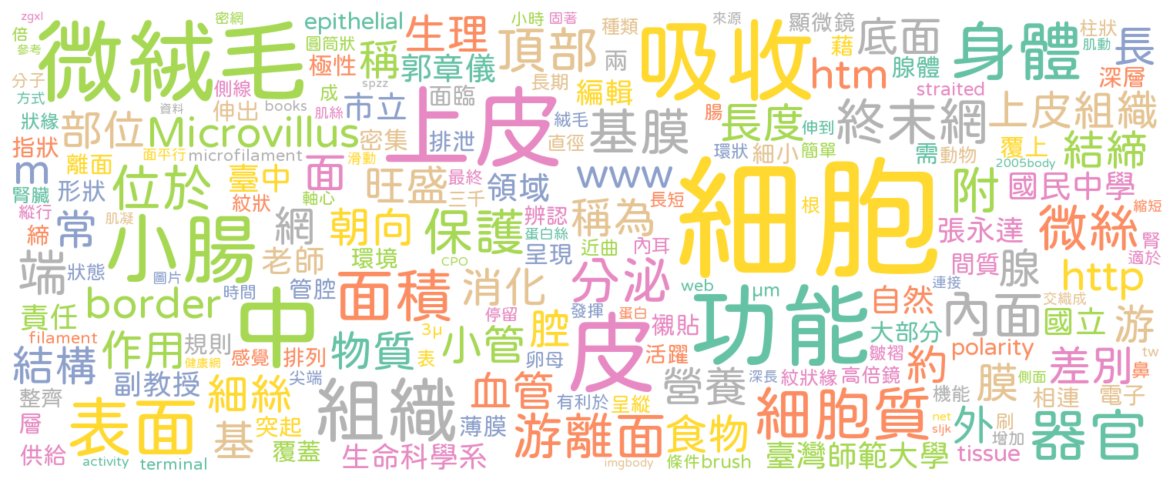 zgxl 密網 epithelial 小時 固著 種類 顯微鏡 來源 柱狀
倍 參考 微絨毛 圓筒狀 生理 頂部 兩 吸收 藉 底面 身體 肌動 長
分子 側線 極性 稱 郭章儀 長期 htm 腺體 深層
方式 伸出 資料 books 肌絲 成 市立 spzz 面臨 編輯 straited
狀緣 部位 Microvillus 密集 排泄 上皮 絨毛 腸 基膜 長度 伸到 終末網 上皮組織
指狀 離面 面平行 microfilament 滑動 直徑 環狀 細小 簡單 需 動物 覆上 2005body 結締
m 腎臟 形狀 位於 臺中 面 旺盛 最終 領域 www 細胞 附 國民中學
縱行 肌凝 紋狀 軸心 三千 稱為 長短 根 微絲 縮短
締 常 小腸 網 朝向 保護 辨認 蛋白絲 張永達 腎
端 狀態 老師 環境 呈現 近曲 內耳 間質 腺 適於
圖片 CPO 分泌 web μm 功能 自然 連接 http
責任 border 時間 管腔 中 面積 停留 消化 發揮 蛋白 襯貼 內面 交織成 國立 游
filament 作用 規則 健康網 3μ 小管 腔 大部分 tw
結構 感覺 排列 物質 表 卵母 皮 活躍 皺褶 約 polarity 差別 鼻
副教授 細絲 尖端 血管 營養 深長 紋狀緣 高倍鏡 機能 膜 側面 相連 電子
整齊 表面 基 突起 組織 有利於 呈縱 細胞質 net 外 刷 器官
層 覆蓋 薄膜 游離面 食物 sljk 增加
供給 activity terminal 生命科學系 imgbody 條件 brush 臺灣師範大學 tissue